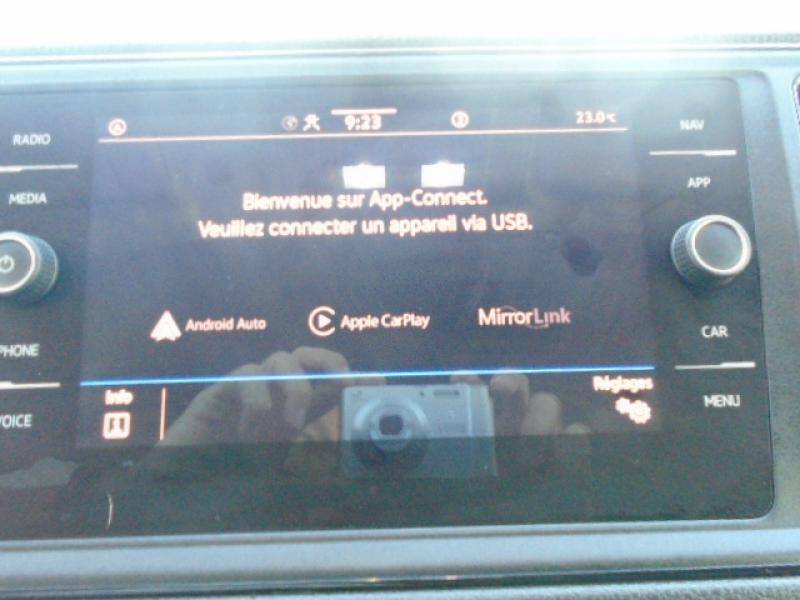 RADIO
MEDIA
PHONE
VOICE
9:23
23.0°C
Bienvenue sur App-Connect.
Veuillez connecter un appareil via USB.
Android Auto
Apple CarPlay
MirrorLink
Info
Réglages
NAV
APP
CAR
MENU